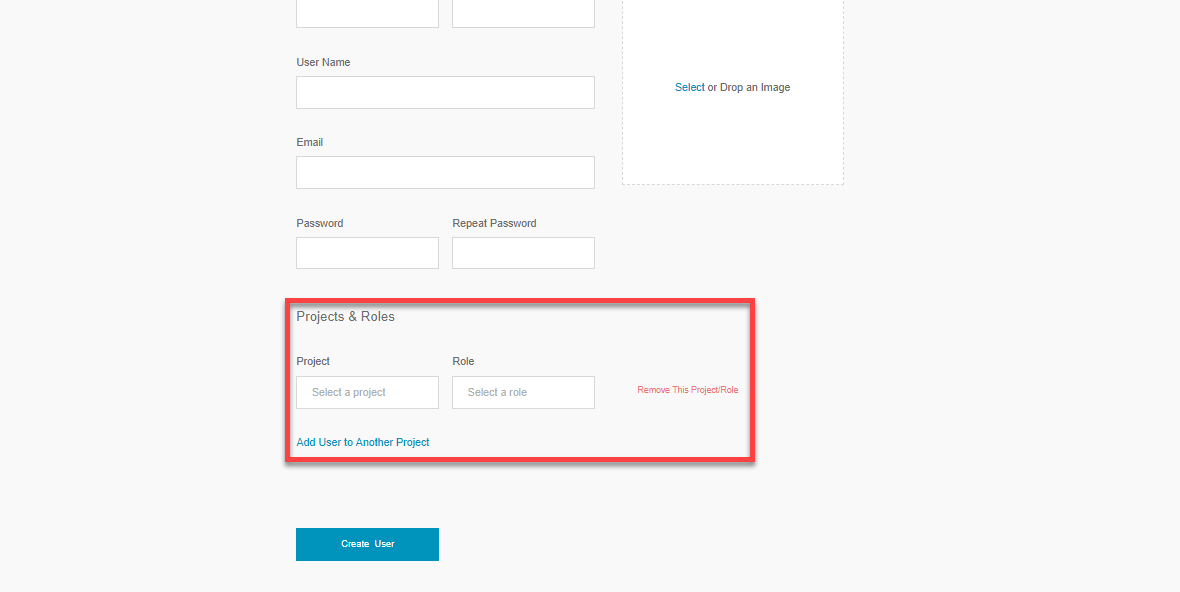 Select or Drop an Image
User Name
Email
Password Repeat Password
Projects & Roles
Project Role
Select a project Select a role Remove This Project/Role
Add User to Another Project
Create User